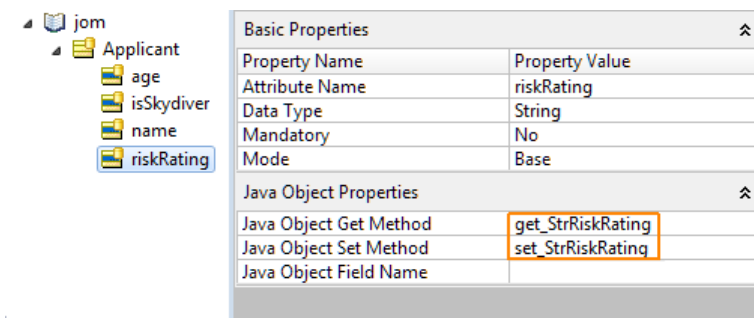 jom
Applicant
age
isSkydiver
name
riskRating
Basic Properties
Property Name Property Value
Attribute Name riskRating
Data Type String
Mandatory No
Mode Base
Java Object Properties
Java Object Get Method get_StrRiskRating
Java Object Set Method set_StrRiskRating
Java Object Field Name